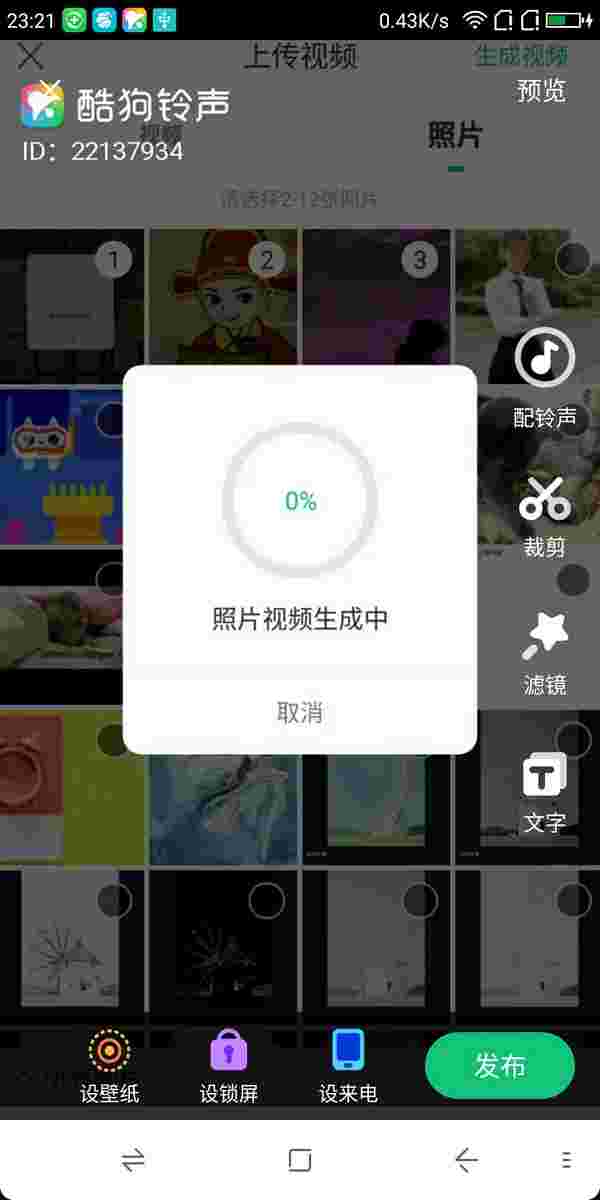 23:21
0.43K/s
上传视频
生成视频
酷狗铃声
预览
ID：22137934
视频
照片
请选择2-12张照片
1
2
3
配铃声
裁剪
0%
照片视频生成中
滤镜
取消
T
文字
设壁纸
设锁屏
设来电
发布